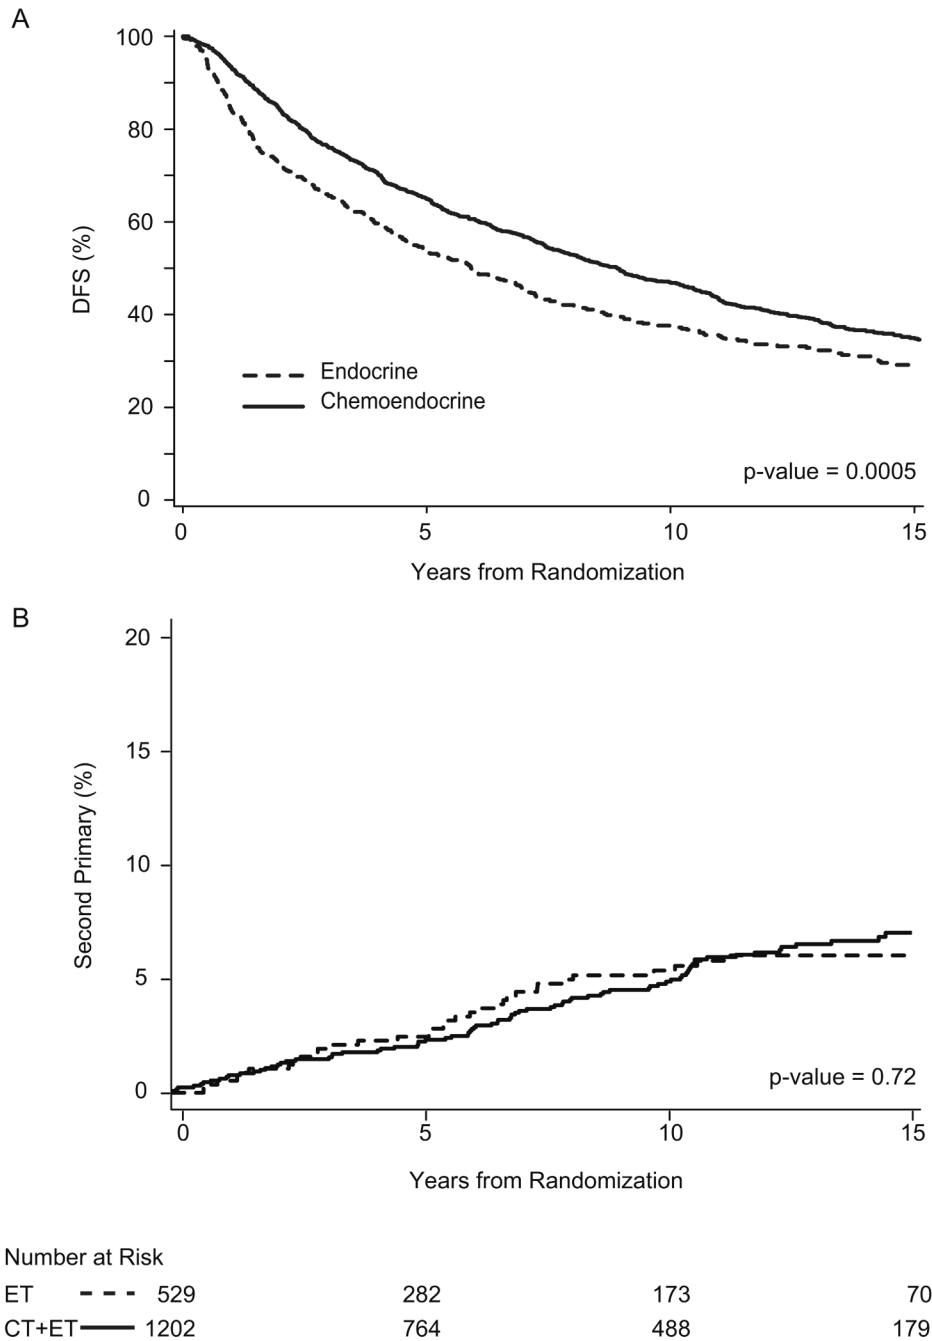 A
100
80
60
40
20
0
DFS (%)
Endocrine
Chemoendocrine
p-value = 0.0005
0 5 10 15
Years from Randomization
B
20
15
10
5
0
Second Primary (%)
p-value = 0.72
0 5 10 15
Years from Randomization
Number at Risk
ET 529 282 173 70
CT+ET 1202 764 488 179